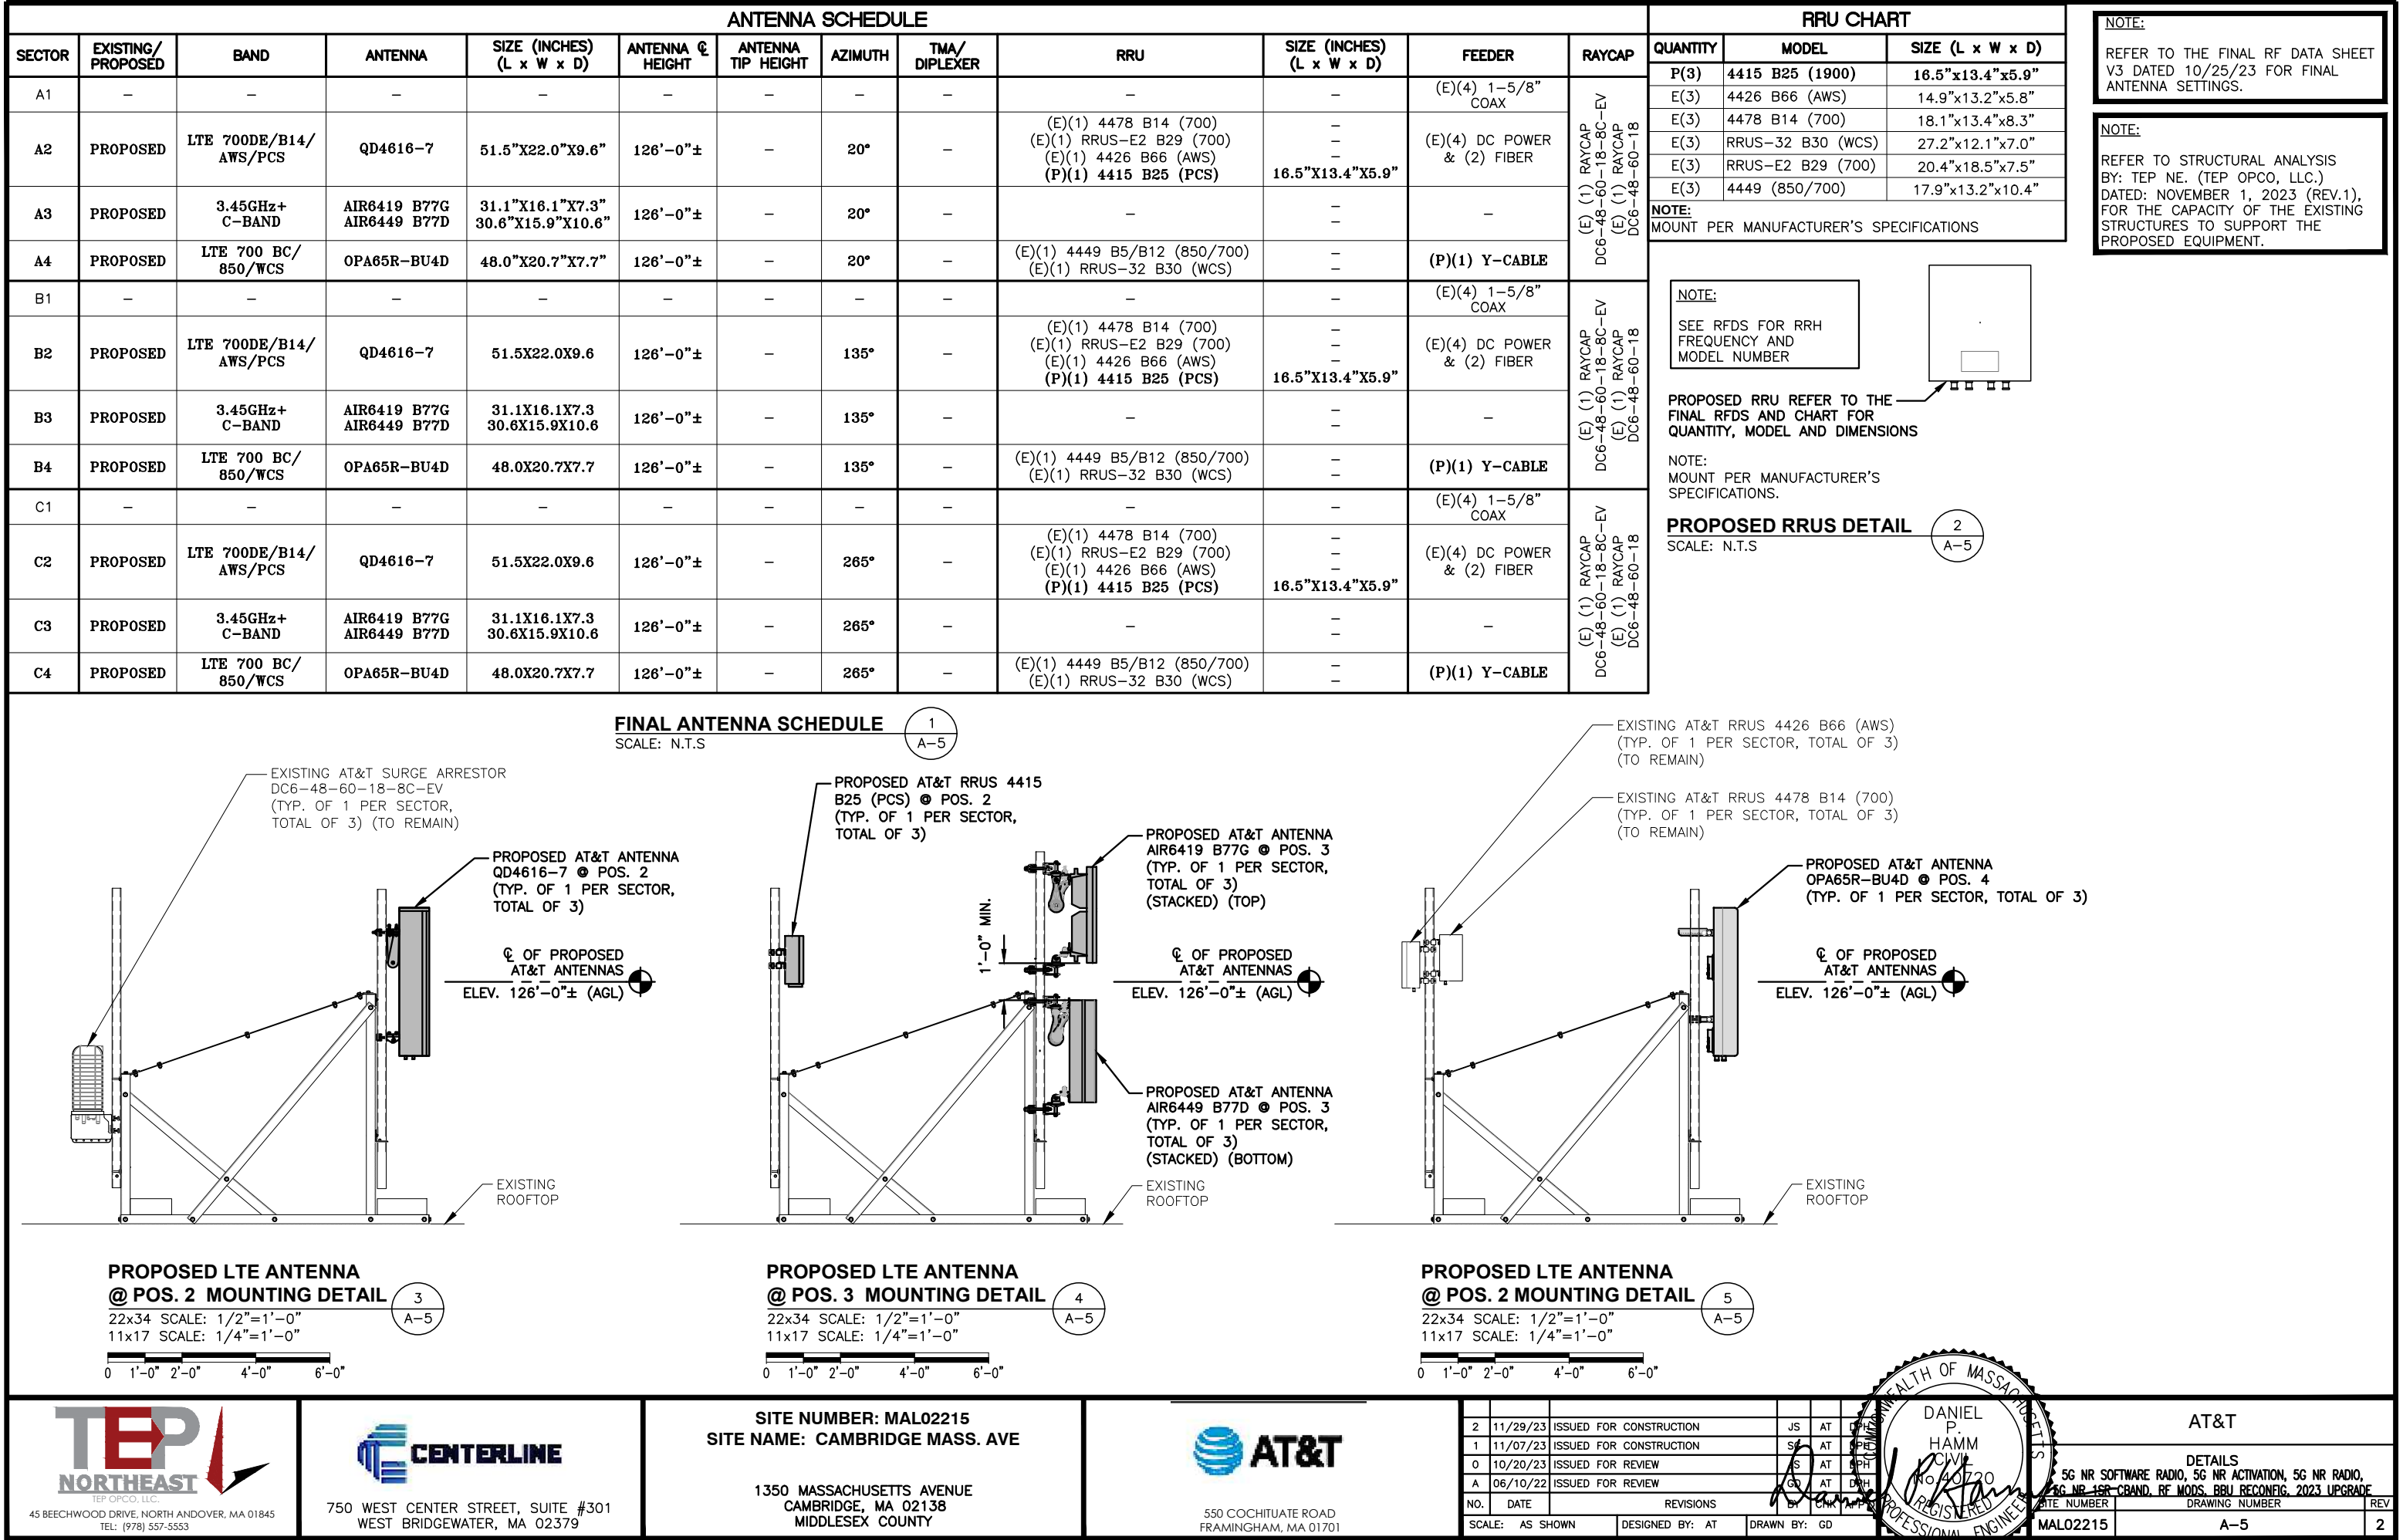 ANTENNA SCHEDULE
SECTOR EXISTING/PROPOSED BAND ANTENNA SIZE (INCHES) (L x W x D) ANTENNA ℄ HEIGHT ANTENNA TIP HEIGHT AZIMUTH TMA/DIPLEXER RRU SIZE (INCHES) (L x W x D) FEEDER RAYCAP
A1 – – – – – – – – – – (E)(4) 1-5/8" COAX
A2 PROPOSED LTE 700DE/B14/AWS/PCS QD4616-7 51.5"X22.0"X9.6" 126'-0"± – 20° – (E)(1) 4478 B14 (700) – (E)(4) DC POWER & (2) FIBER
(E)(1) RRUS-E2 B29 (700) –
(E)(1) 4426 B66 (AWS) –
(P)(1) 4415 B25 (PCS) 16.5"X13.4"X5.9"
A3 PROPOSED 3.45GHz+ C-BAND AIR6419 B77G AIR6449 B77D 31.1"X16.1"X7.3" 30.6"X15.9"X10.6" 126'-0"± – 20° – – – – –
A4 PROPOSED LTE 700 BC/850/WCS OPA65R-BU4D 48.0"X20.7"X7.7" 126'-0"± – 20° – (E)(1) 4449 B5/B12 (850/700) – (P)(1) Y-CABLE
(E)(1) RRUS-32 B30 (WCS) –
(E) (1) RAYCAP
DC6-48-60-18-8C-EV
(E) (1) RAYCAP
DC6-48-60-18
B1 – – – – – – – – – – (E)(4) 1-5/8" COAX
B2 PROPOSED LTE 700DE/B14/AWS/PCS QD4616-7 51.5X22.0X9.6 126'-0"± – 135° – (E)(1) 4478 B14 (700) – (E)(4) DC POWER & (2) FIBER
(E)(1) RRUS-E2 B29 (700) –
(E)(1) 4426 B66 (AWS) –
(P)(1) 4415 B25 (PCS) 16.5"X13.4"X5.9"
B3 PROPOSED 3.45GHz+ C-BAND AIR6419 B77G AIR6449 B77D 31.1X16.1X7.3 30.6X15.9X10.6 126'-0"± – 135° – – – – –
B4 PROPOSED LTE 700 BC/850/WCS OPA65R-BU4D 48.0X20.7X7.7 126'-0"± – 135° – (E)(1) 4449 B5/B12 (850/700) – (P)(1) Y-CABLE
(E)(1) RRUS-32 B30 (WCS) –
(E) (1) RAYCAP
DC6-48-60-18-8C-EV
(E) (1) RAYCAP
DC6-48-60-18
C1 – – – – – – – – – – (E)(4) 1-5/8" COAX
C2 PROPOSED LTE 700DE/B14/AWS/PCS QD4616-7 51.5X22.0X9.6 126'-0"± – 265° – (E)(1) 4478 B14 (700) – (E)(4) DC POWER & (2) FIBER
(E)(1) RRUS-E2 B29 (700) –
(E)(1) 4426 B66 (AWS) –
(P)(1) 4415 B25 (PCS) 16.5"X13.4"X5.9"
C3 PROPOSED 3.45GHz+ C-BAND AIR6419 B77G AIR6449 B77D 31.1X16.1X7.3 30.6X15.9X10.6 126'-0"± – 265° – – – – –
C4 PROPOSED LTE 700 BC/850/WCS OPA65R-BU4D 48.0X20.7X7.7 126'-0"± – 265° – (E)(1) 4449 B5/B12 (850/700) – (P)(1) Y-CABLE
(E)(1) RRUS-32 B30 (WCS) –
(E) (1) RAYCAP
DC6-48-60-18-8C-EV
(E) (1) RAYCAP
DC6-48-60-18
RRU CHART
QUANTITY MODEL SIZE (L x W x D)
P(3) 4415 B25 (1900) 16.5"x13.4"x5.9"
E(3) 4426 B66 (AWS) 14.9"x13.2"x5.8"
E(3) 4478 B14 (700) 18.1"x13.4"x8.3"
E(3) RRUS-32 B30 (WCS) 27.2"x12.1"x7.0"
E(3) RRUS-E2 B29 (700) 20.4"x18.5"x7.5"
E(3) 4449 (850/700) 17.9"x13.2"x10.4"
NOTE:
MOUNT PER MANUFACTURER'S SPECIFICATIONS
NOTE:
REFER TO THE FINAL RF DATA SHEET
V3 DATED 10/25/23 FOR FINAL
ANTENNA SETTINGS.
NOTE:
REFER TO STRUCTURAL ANALYSIS
BY: TEP NE. (TEP OPCO, LLC.)
DATED: NOVEMBER 1, 2023 (REV.1),
FOR THE CAPACITY OF THE EXISTING
STRUCTURES TO SUPPORT THE
PROPOSED EQUIPMENT.
NOTE:
SEE RFDS FOR RRH
FREQUENCY AND
MODEL NUMBER
PROPOSED RRU REFER TO THE
FINAL RFDS AND CHART FOR
QUANTITY, MODEL AND DIMENSIONS
NOTE:
MOUNT PER MANUFACTURER'S
SPECIFICATIONS.
PROPOSED RRUS DETAIL 2
SCALE: N.T.S A-5
FINAL ANTENNA SCHEDULE 1
SCALE: N.T.S A-5
EXISTING AT&T SURGE ARRESTOR
DC6-48-60-18-8C-EV
(TYP. OF 1 PER SECTOR,
TOTAL OF 3) (TO REMAIN)
PROPOSED AT&T ANTENNA
QD4616-7 @ POS. 2
(TYP. OF 1 PER SECTOR,
TOTAL OF 3)
℄ OF PROPOSED
AT&T ANTENNAS
ELEV. 126'-0"± (AGL)
EXISTING
ROOFTOP
PROPOSED LTE ANTENNA
@ POS. 2 MOUNTING DETAIL 3
22x34 SCALE: 1/2"=1'-0" A-5
11x17 SCALE: 1/4"=1'-0"
0 1'-0" 2'-0" 4'-0" 6'-0"
PROPOSED AT&T RRUS 4415
B25 (PCS) @ POS. 2
(TYP. OF 1 PER SECTOR,
TOTAL OF 3)
PROPOSED AT&T ANTENNA
AIR6419 B77G @ POS. 3
(TYP. OF 1 PER SECTOR,
TOTAL OF 3)
(STACKED) (TOP)
1'-0" MIN.
℄ OF PROPOSED
AT&T ANTENNAS
ELEV. 126'-0"± (AGL)
PROPOSED AT&T ANTENNA
AIR6449 B77D @ POS. 3
(TYP. OF 1 PER SECTOR,
TOTAL OF 3)
(STACKED) (BOTTOM)
EXISTING
ROOFTOP
PROPOSED LTE ANTENNA
@ POS. 3 MOUNTING DETAIL 4
22x34 SCALE: 1/2"=1'-0" A-5
11x17 SCALE: 1/4"=1'-0"
0 1'-0" 2'-0" 4'-0" 6'-0"
EXISTING AT&T RRUS 4426 B66 (AWS)
(TYP. OF 1 PER SECTOR, TOTAL OF 3)
(TO REMAIN)
EXISTING AT&T RRUS 4478 B14 (700)
(TYP. OF 1 PER SECTOR, TOTAL OF 3)
(TO REMAIN)
PROPOSED AT&T ANTENNA
OPA65R-BU4D @ POS. 4
(TYP. OF 1 PER SECTOR, TOTAL OF 3)
℄ OF PROPOSED
AT&T ANTENNAS
ELEV. 126'-0"± (AGL)
EXISTING
ROOFTOP
PROPOSED LTE ANTENNA
@ POS. 2 MOUNTING DETAIL 5
22x34 SCALE: 1/2"=1'-0" A-5
11x17 SCALE: 1/4"=1'-0"
0 1'-0" 2'-0" 4'-0" 6'-0"
TEP
NORTHEAST
TEP OPCO, LLC.
45 BEECHWOOD DRIVE, NORTH ANDOVER, MA 01845
TEL: (978) 557-5553
CENTERLINE
750 WEST CENTER STREET, SUITE #301
WEST BRIDGEWATER, MA 02379
SITE NUMBER: MAL02215
SITE NAME: CAMBRIDGE MASS. AVE
1350 MASSACHUSETTS AVENUE
CAMBRIDGE, MA 02138
MIDDLESEX COUNTY
AT&T
550 COCHITUATE ROAD
FRAMINGHAM, MA 01701
2 11/29/23 ISSUED FOR CONSTRUCTION JS AT DPH
1 11/07/23 ISSUED FOR CONSTRUCTION AT DPH
0 10/20/23 ISSUED FOR REVIEW AT DPH
A 06/10/22 ISSUED FOR REVIEW AT DPH
NO. DATE REVISIONS BY CHK
SCALE: AS SHOWN DESIGNED BY: AT DRAWN BY: GD
COMMONWEALTH OF MASSACHUSETTS
DANIEL
P.
HAMM
CIVIL
No. 40720
REGISTERED
PROFESSIONAL ENGINEER
AT&T
DETAILS
5G NR SOFTWARE RADIO, 5G NR ACTIVATION, 5G NR RADIO,
5G NR 1SR CBAND, RF MODS, BBU RECONFIG, 2023 UPGRADE
SITE NUMBER DRAWING NUMBER REV
MAL02215 A-5 2